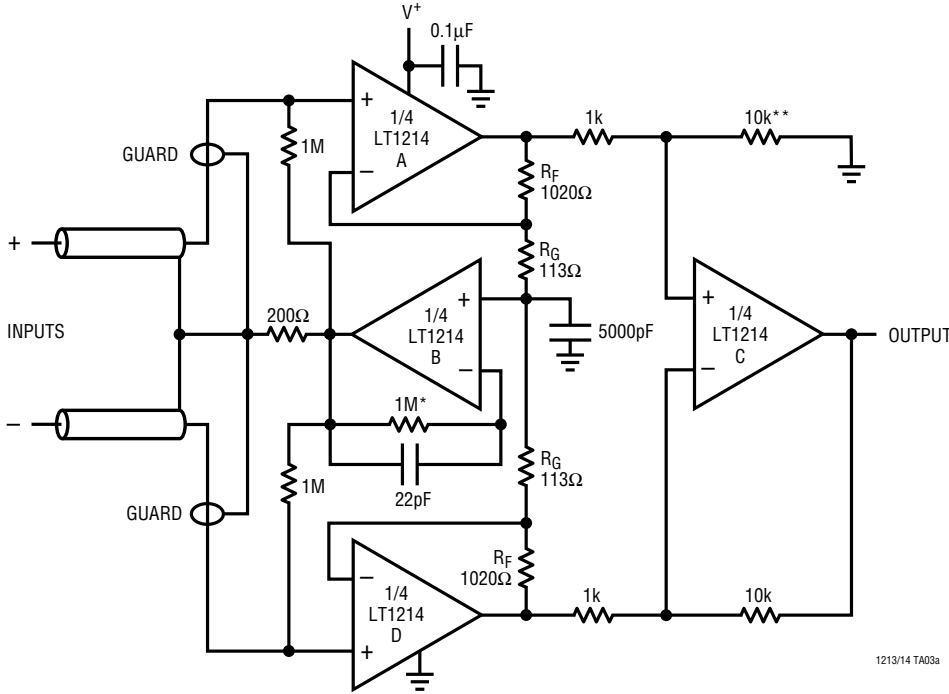 V+
0.1µF
+
1/4
LT1214
A
−
1M
GUARD
1k
10k**
RF
1020Ω
RG
113Ω
+
INPUTS
−
200Ω
+
1/4
LT1214
B
−
5000pF
+
1/4
LT1214
C
−
OUTPUT
1M*
22pF
1M
GUARD
RG
113Ω
RF
1020Ω
−
1/4
LT1214
D
+
1k
10k
1213/14 TA03a